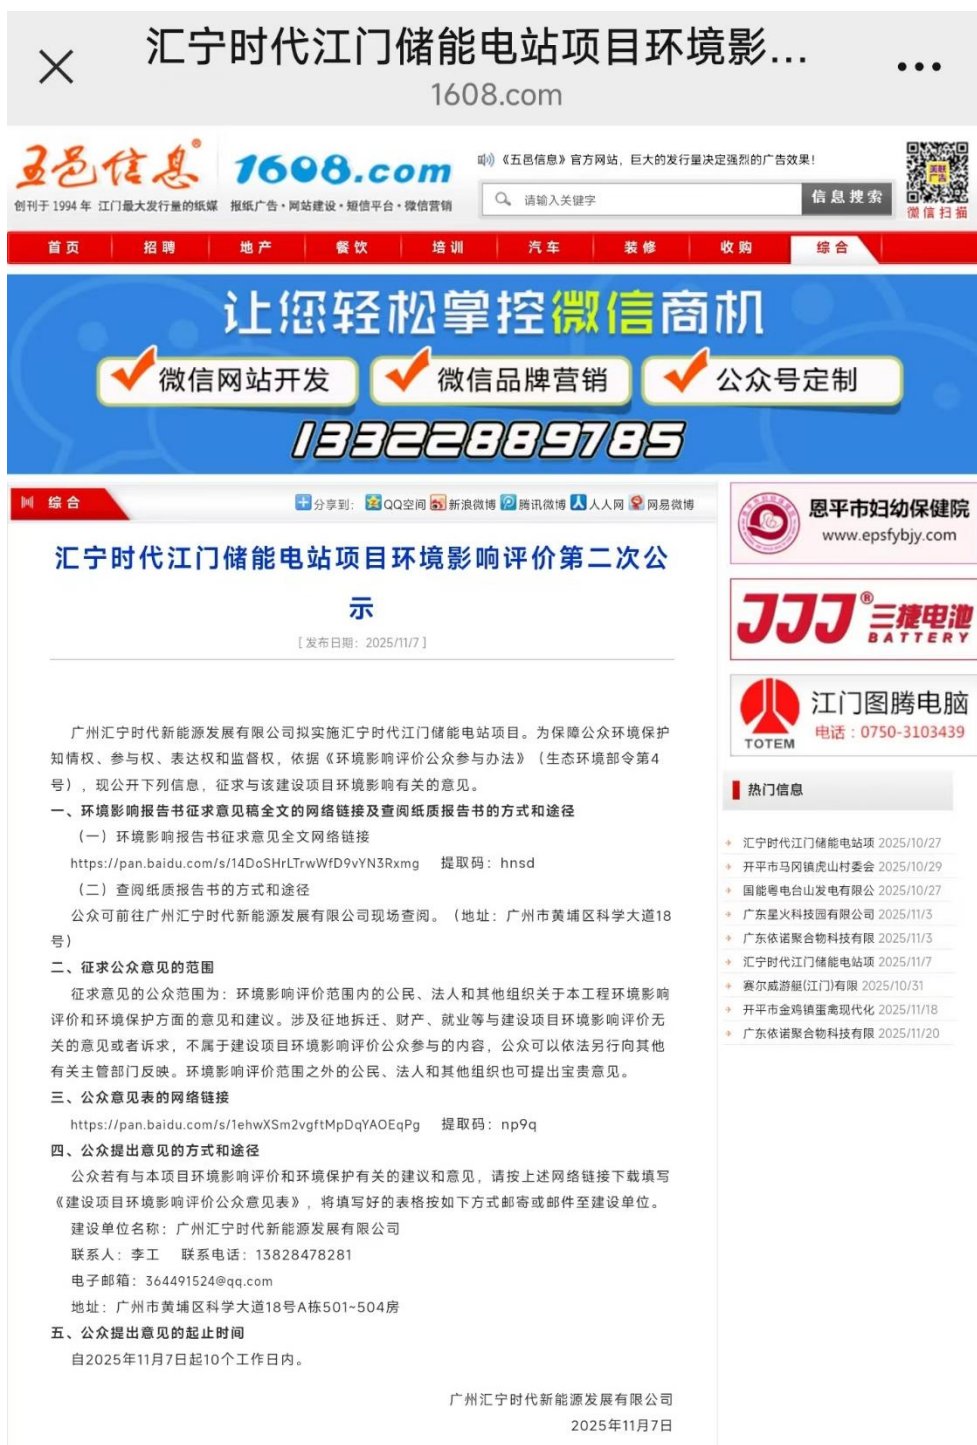 汇宁时代江门储能电站项目环境影...
1608.com
五邑信息®
1608.com
创刊于 1994 年 江门最大发行量的纸媒
报纸广告•网站建设•短信平台•微信营销
《五邑信息》官方网站，巨大的发行量决定强烈的广告效果!
请输入关键字
信息搜索
微信扫描
首页 招聘 地产 餐饮 培训 汽车 装修 收购 综合
让您轻松掌控微信商机
微信网站开发 微信品牌营销 公众号定制
13322889785
综合
分享到: QQ空间 新浪微博 腾讯微博 人人网 网易微博
汇宁时代江门储能电站项目环境影响评价第二次公
示
[ 发布日期: 2025/11/7 ]
广州汇宁时代新能源发展有限公司拟实施汇宁时代江门储能电站项目。为保障公众环境保护
知情权、参与权、表达权和监督权，依据《环境影响评价公众参与办法》（生态环境部令第4
号），现公开下列信息，征求与该建设项目环境影响有关的意见。
一、环境影响报告书征求意见稿全文的网络链接及查阅纸质报告书的方式和途径
（一）环境影响报告书征求意见全文网络链接
https://pan.baidu.com/s/14DoSHrLTrwWfD9vYN3Rxmg 提取码：hnsd
（二）查阅纸质报告书的方式和途径
公众可前往广州汇宁时代新能源发展有限公司现场查阅。（地址：广州市黄埔区科学大道18
号）
二、征求公众意见的范围
征求意见的公众范围为：环境影响评价范围内的公民、法人和其他组织关于本工程环境影响
评价和环境保护方面的意见和建议。涉及征地拆迁、财产、就业等与建设项目环境影响评价无
关的意见或者诉求，不属于建设项目环境影响评价公众参与的内容，公众可以依法另行向其他
有关主管部门反映。环境影响评价范围之外的公民、法人和其他组织也可提出宝贵意见。
三、公众意见表的网络链接
https://pan.baidu.com/s/1ehwXSm2vgftMpDqYAOEqPg 提取码：np9q
四、公众提出意见的方式和途径
公众若有与本项目环境影响评价和环境保护有关的建议和意见，请按上述网络链接下载填写
《建设项目环境影响评价公众意见表》，将填写好的表格按如下方式邮寄或邮件至建设单位。
建设单位名称：广州汇宁时代新能源发展有限公司
联系人：李工 联系电话：13828478281
电子邮箱：364491524@qq.com
地址：广州市黄埔区科学大道18号A栋501~504房
五、公众提出意见的起止时间
自2025年11月7日起10个工作日内。
广州汇宁时代新能源发展有限公司
2025年11月7日
恩平市妇幼保健院
www.epsfybjy.com
JJJ®三捷电池
BATTERY
TOTEM
江门图腾电脑
电话：0750-3103439
热门信息
汇宁时代江门储能电站项 2025/10/27
开平市马冈镇虎山村委会 2025/10/29
国能粤电台山发电有限公 2025/10/27
广东星火科技园有限公司 2025/11/3
广东依诺聚合物科技有限 2025/11/3
汇宁时代江门储能电站项 2025/11/7
赛尔威游艇(江门)有限 2025/10/31
开平市金鸡镇蛋禽现代化 2025/11/18
广东依诺聚合物科技有限 2025/11/20